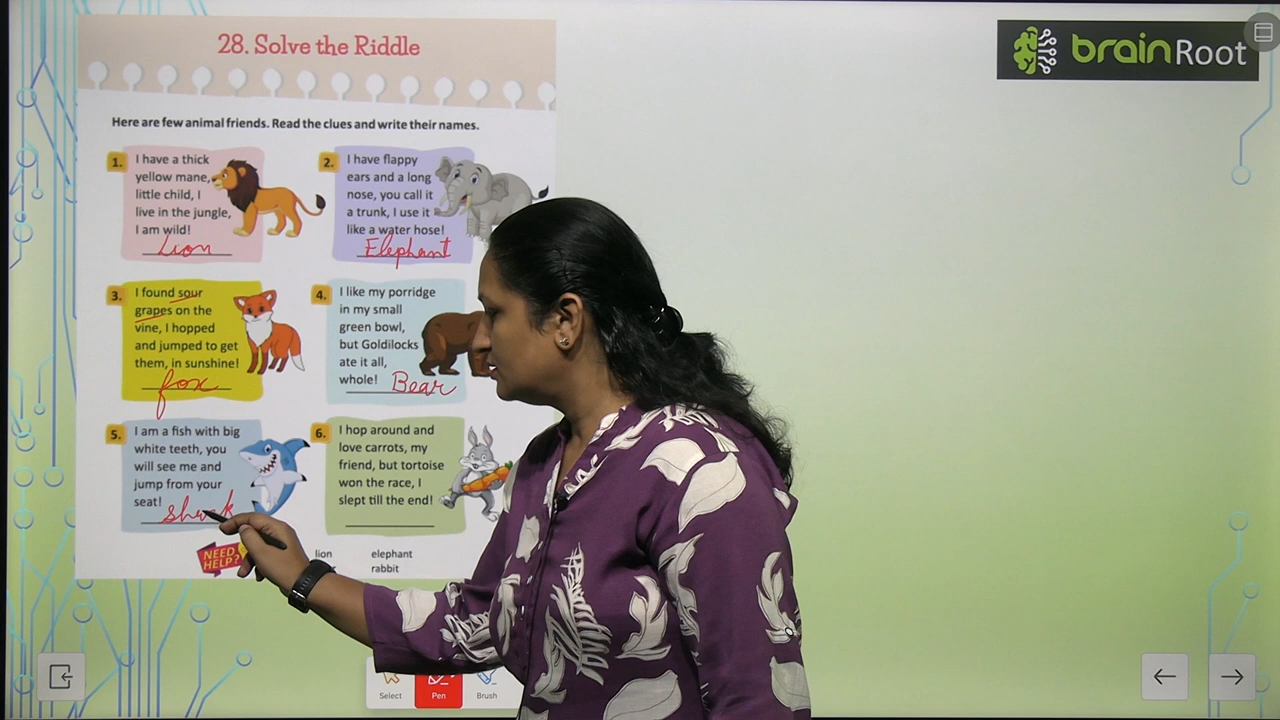 28. Solve the Riddle
brainRoot
Here are few animal friends. Read the clues and write their names.
1.
I have a thick
yellow mane,
little child, I
live in the jungle,
I am wild!
Lion
2.
I have flappy
ears and a long
nose, you call it
a trunk, I use it
like a water hose!
Elephant
3.
I found sour
grapes on the
vine, I hopped
and jumped to get
them, in sunshine!
fox
4.
I like my porridge
in my small
green bowl,
but Goldilocks
ate it all,
whole!
Bear
5.
I am a fish with big
white teeth, you
will see me and
jump from your
seat!
6.
I hop around and
love carrots, my
friend, but tortoise
won the race, I
slept till the end!
NEED
HELP?
lion elephant
rabbit
Select Pen Brush